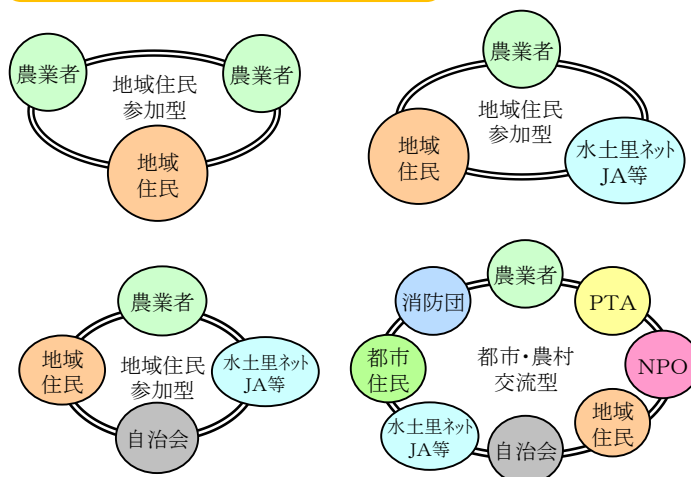 農業者
農業者
地域住民
参加型
地域
住民
農業者
地域住民
参加型
地域
住民
水土里ネット
JA等
農業者
地域
住民
地域住民
参加型
水土里ネット
JA等
自治会
農業者
消防団
PTA
都市
住民
都市・農村
交流型
NPO
水土里ネット
JA等
自治会
地域
住民